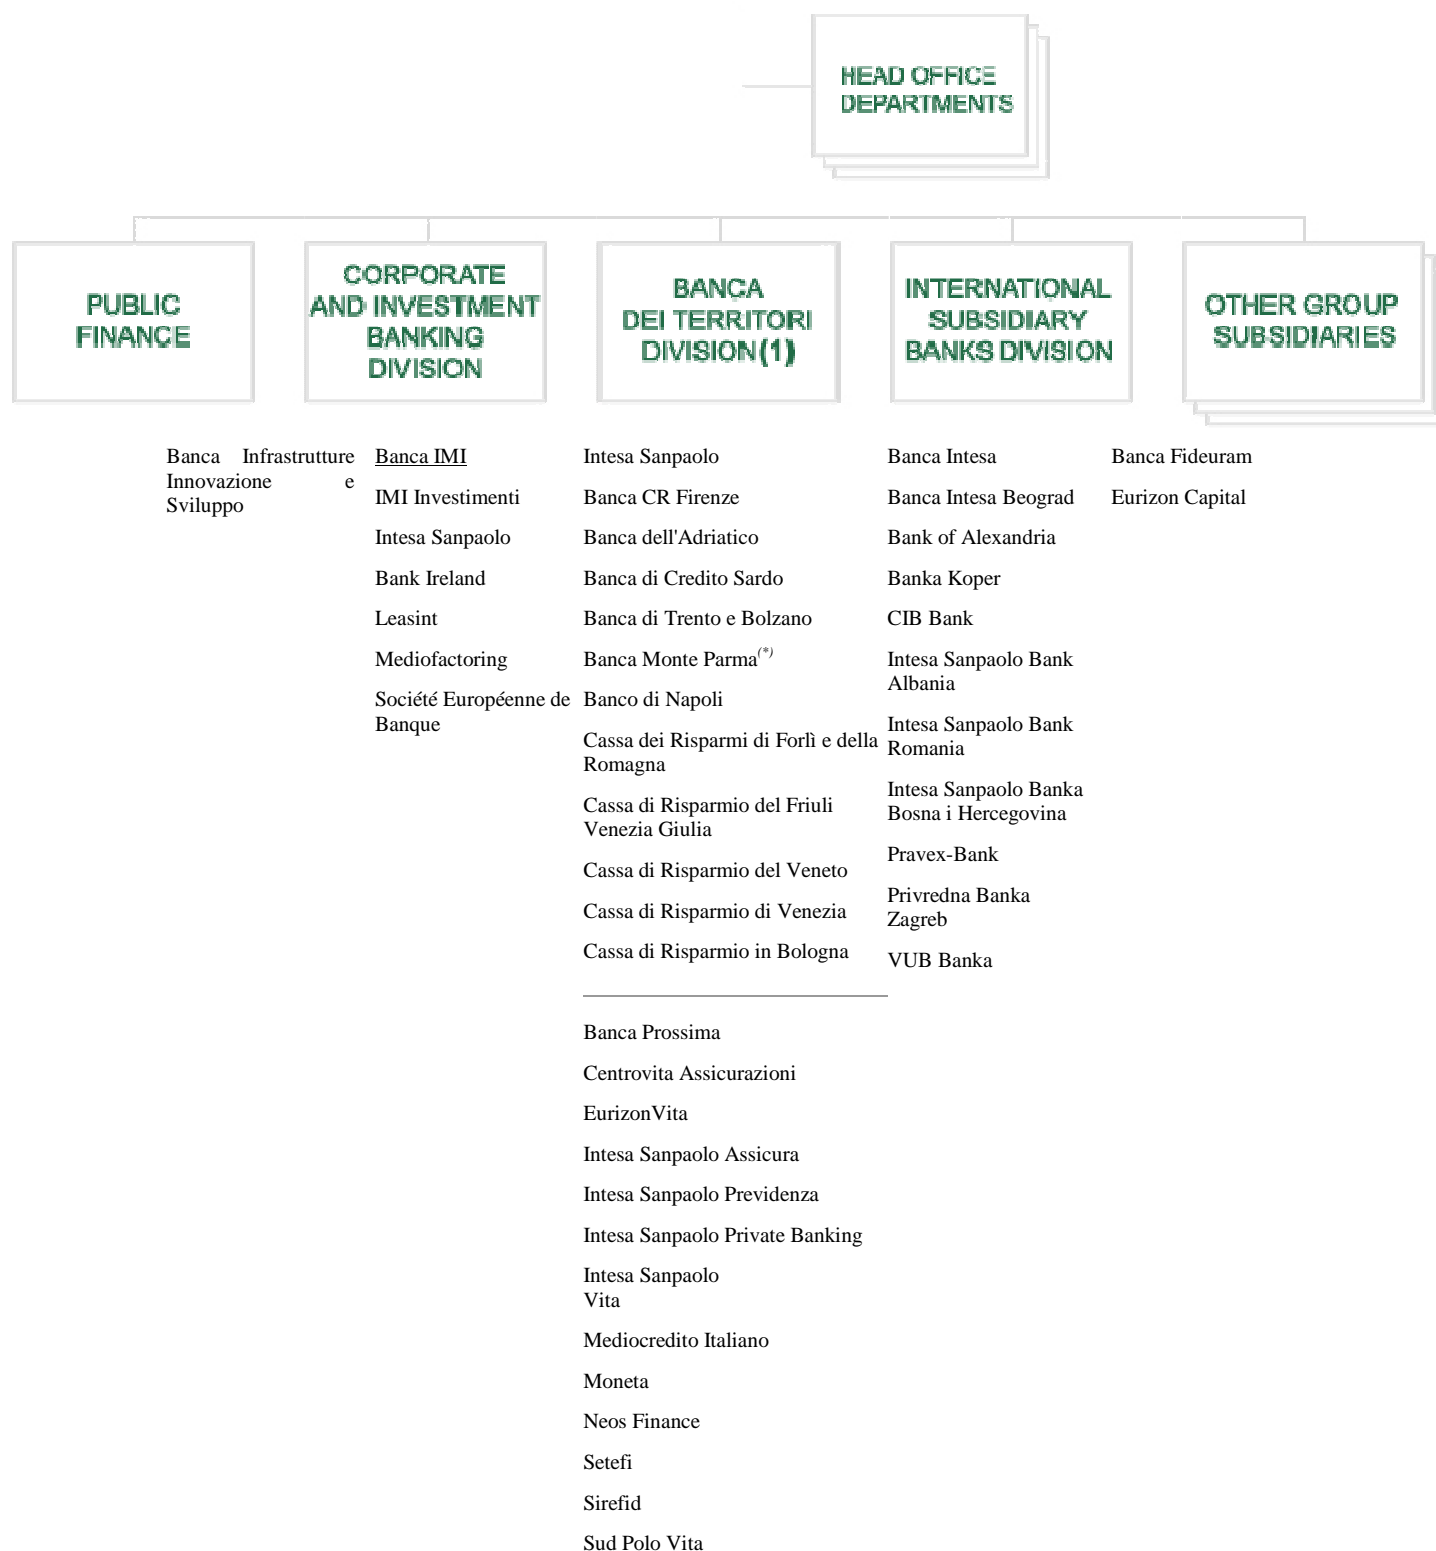 HEAD OFFICE
DEPARTMENTS
PUBLIC
FINANCE
CORPORATE
AND INVESTMENT
BANKING
DIVISION
BANCA
DEI TERRITORI
DIVISION(1)
INTERNATIONAL
SUBSIDIARY
BANKS DIVISION
OTHER GROUP
SUBSIDIARIES
Banca Infrastrutture
Innovazione e
Sviluppo
Banca IMI
IMI Investimenti
Intesa Sanpaolo
Bank Ireland
Leasint
Mediofactoring
Société Européenne de
Banque
Intesa Sanpaolo
Banca CR Firenze
Banca dell'Adriatico
Banca di Credito Sardo
Banca di Trento e Bolzano
Banca Monte Parma(*)
Banco di Napoli
Cassa dei Risparmi di Forlì e della
Romagna
Cassa di Risparmio del Friuli
Venezia Giulia
Cassa di Risparmio del Veneto
Cassa di Risparmio di Venezia
Cassa di Risparmio in Bologna
Banca Prossima
Centrovita Assicurazioni
EurizonVita
Intesa Sanpaolo Assicura
Intesa Sanpaolo Previdenza
Intesa Sanpaolo Private Banking
Intesa Sanpaolo
Vita
Mediocredito Italiano
Moneta
Neos Finance
Setefi
Sirefid
Sud Polo Vita
Banca Intesa
Banca Intesa Beograd
Bank of Alexandria
Banka Koper
CIB Bank
Intesa Sanpaolo Bank
Albania
Intesa Sanpaolo Bank
Romania
Intesa Sanpaolo Banka
Bosna i Hercegovina
Pravex-Bank
Privredna Banka
Zagreb
VUB Banka
Banca Fideuram
Eurizon Capital